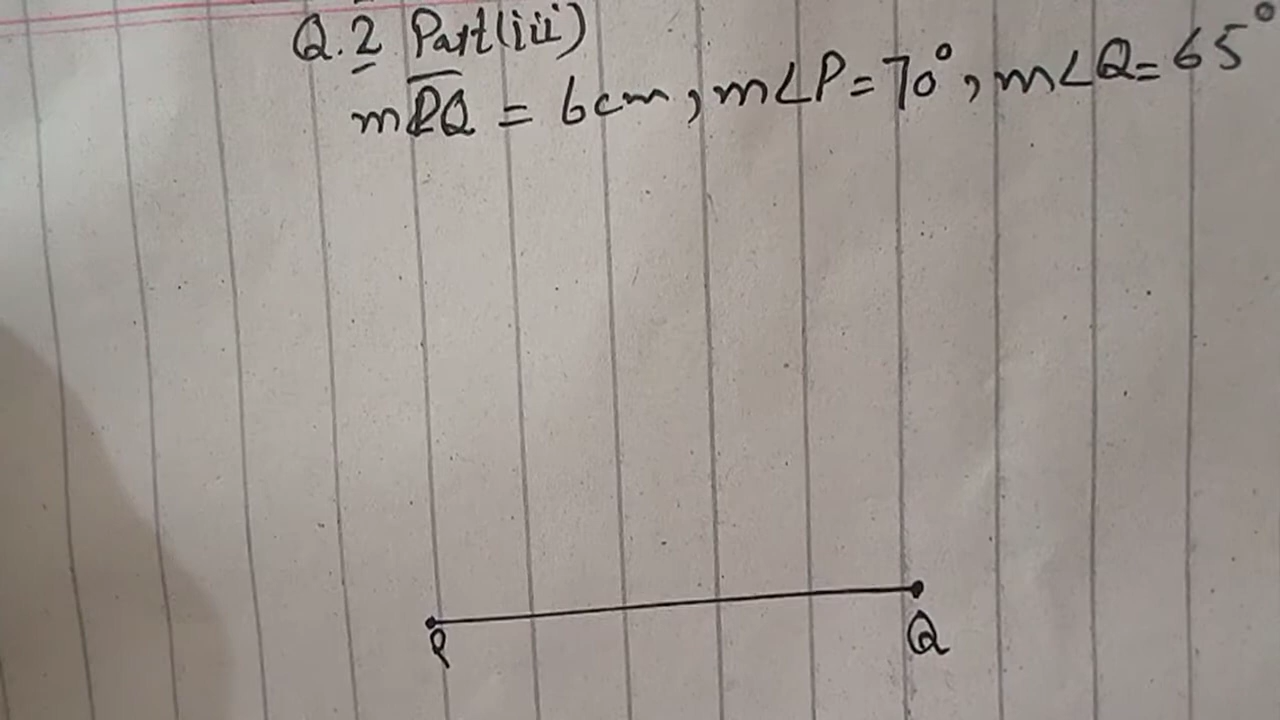 Q.2 Part(iii)
mPQ = 6cm, m∠P=70°, m∠Q=65°
P
Q